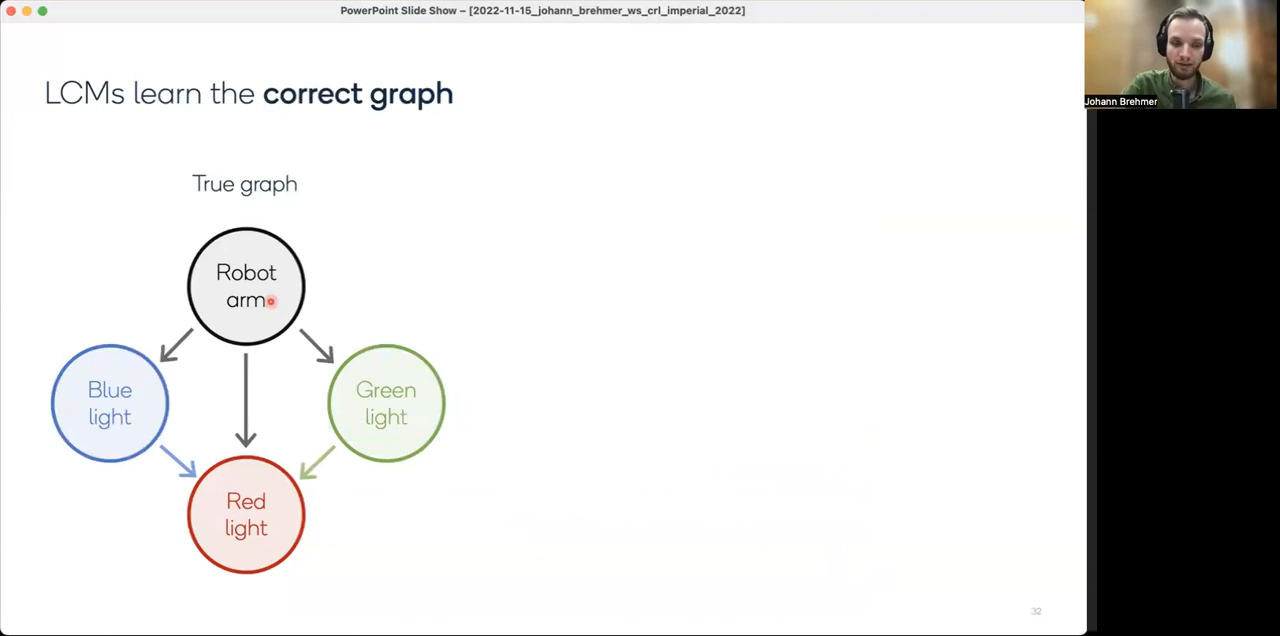 PowerPoint Slide Show – [2022-11-15_johann_brehmer_ws_crl_imperial_2022]
Johann Brehmer
LCMs learn the correct graph
True graph
Robot
arm
Blue
light
Green
light
Red
light
32